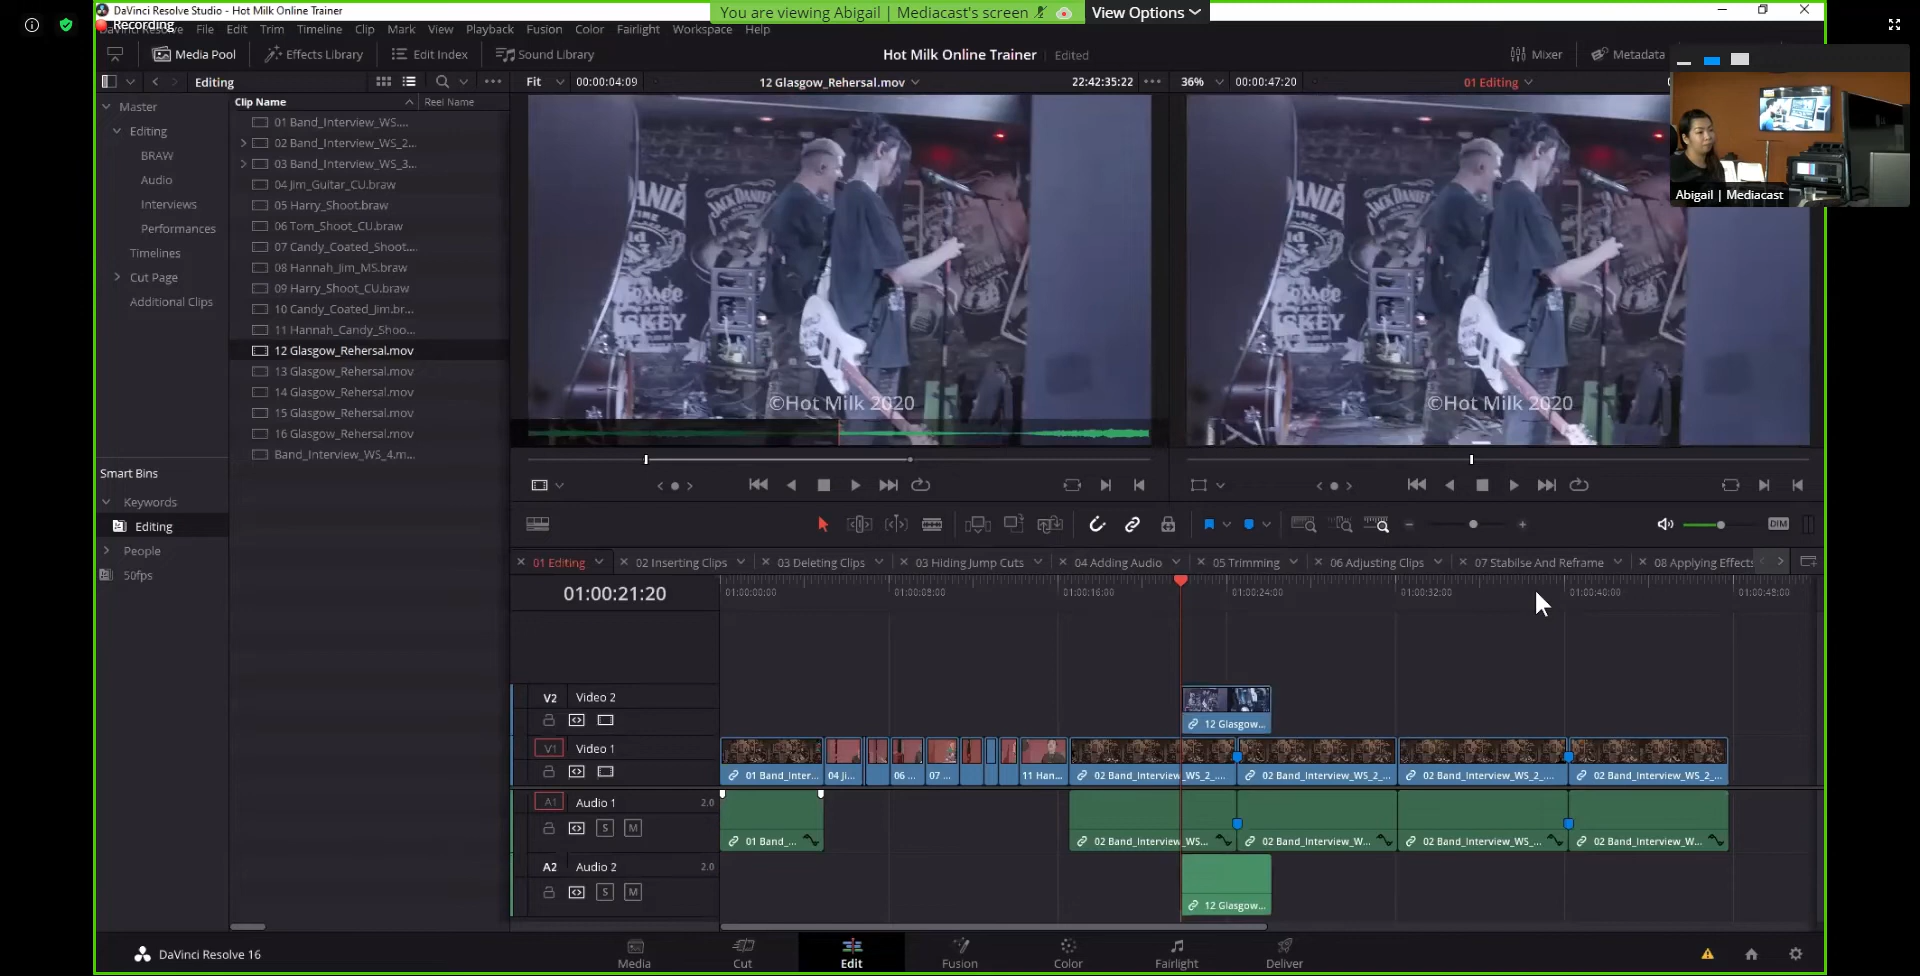 DaVinci Resolve Studio - Hot Milk Online Trainer
You are viewing Abigail | Mediacast's screen
View Options
Recording
DaVinci Resolve File Edit Trim Timeline Clip Mark View Playback Fusion Color Fairlight Workspace Help
Media Pool Effects Library Edit Index Sound Library
Hot Milk Online Trainer Edited
Mixer Metadata
Editing
Fit 00:00:04:09 12 Glasgow_Rehersal.mov 22:42:35:22
36% 00:00:47:20 01 Editing
Clip Name Reel Name
Master
Editing
BRAW
Audio
Interviews
Performances
Timelines
Cut Page
Additional Clips
01 Band_Interview_WS....
02 Band_Interview_WS_2...
03 Band_Interview_WS_3...
04 Jim_Guitar_CU.braw
05 Harry_Shoot.braw
06 Tom_Shoot_CU.braw
07 Candy_Coated_Shoot....
08 Hannah_Jim_MS.braw
09 Harry_Shoot_CU.braw
10 Candy_Coated_Jim.br...
11 Hannah_Candy_Shoo...
12 Glasgow_Rehersal.mov
13 Glasgow_Rehersal.mov
14 Glasgow_Rehersal.mov
15 Glasgow_Rehersal.mov
16 Glasgow_Rehersal.mov
Band_Interview_WS_4.m...
Smart Bins
Keywords
Editing
People
50fps
JACK DANIEL
©Hot Milk 2020
JACK DANIEL
©Hot Milk 2020
Abigail | Mediacast
DIM
01 Editing 02 Inserting Clips 03 Deleting Clips 03 Hiding Jump Cuts 04 Adding Audio 05 Trimming 06 Adjusting Clips 07 Stabilse And Reframe 08 Applying Effects
01:00:21:20
01:00:00:00 01:00:08:00 01:00:16:00 01:00:24:00 01:00:32:00 01:00:40:00 01:00:48:00
V2 Video 2
12 Glasgow...
V1 Video 1
01 Band_Inter... 04 Ji... 06 ... 07 ... 11 Han... 02 Band_Interview_WS_2_.... 02 Band_Interview_WS_2_... 02 Band_Interview_WS_2_... 02 Band_Interview_WS_2_...
A1 Audio 1 2.0
S M
01 Band_... 02 Band_Interview_WS... 02 Band_Interview_W... 02 Band_Interview_WS_... 02 Band_Interview_W...
A2 Audio 2 2.0
S M
12 Glasgow...
DaVinci Resolve 16
Media Cut Edit Fusion Color Fairlight Deliver